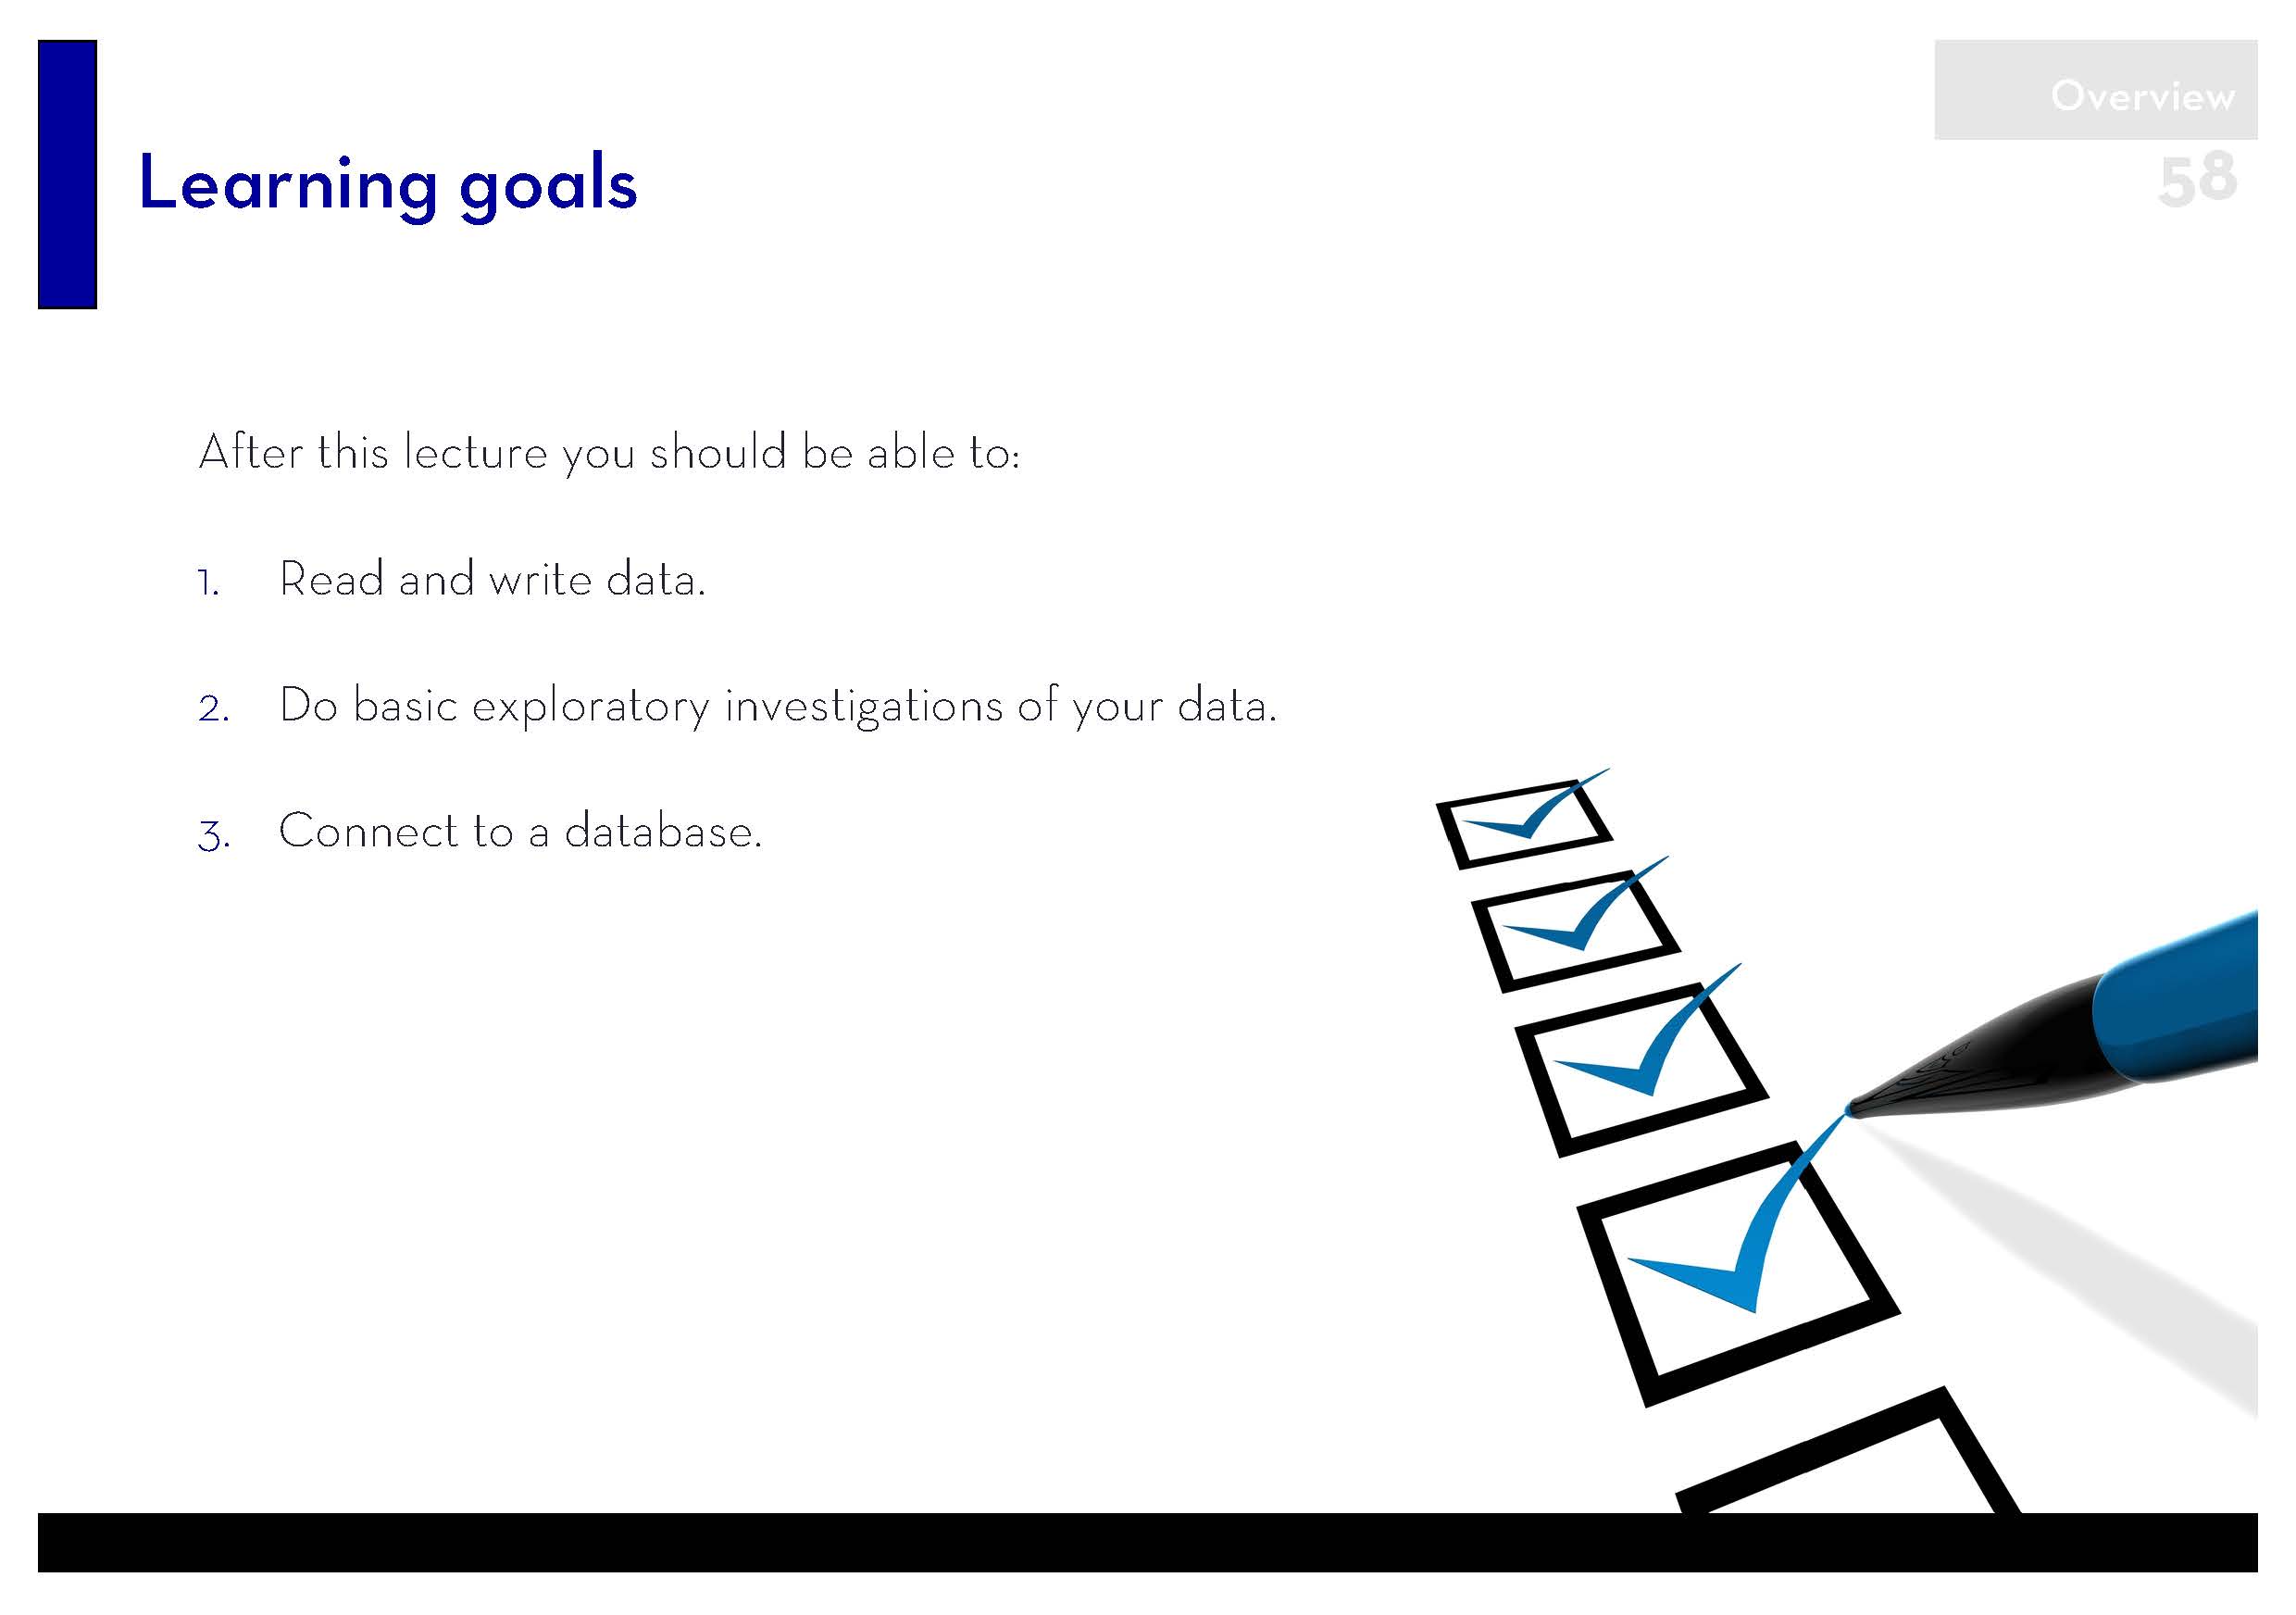 Overview
58
Learning goals
After this lecture you should be able to:
1. Read and write data.
2. Do basic exploratory investigations of your data.
3. Connect to a database.